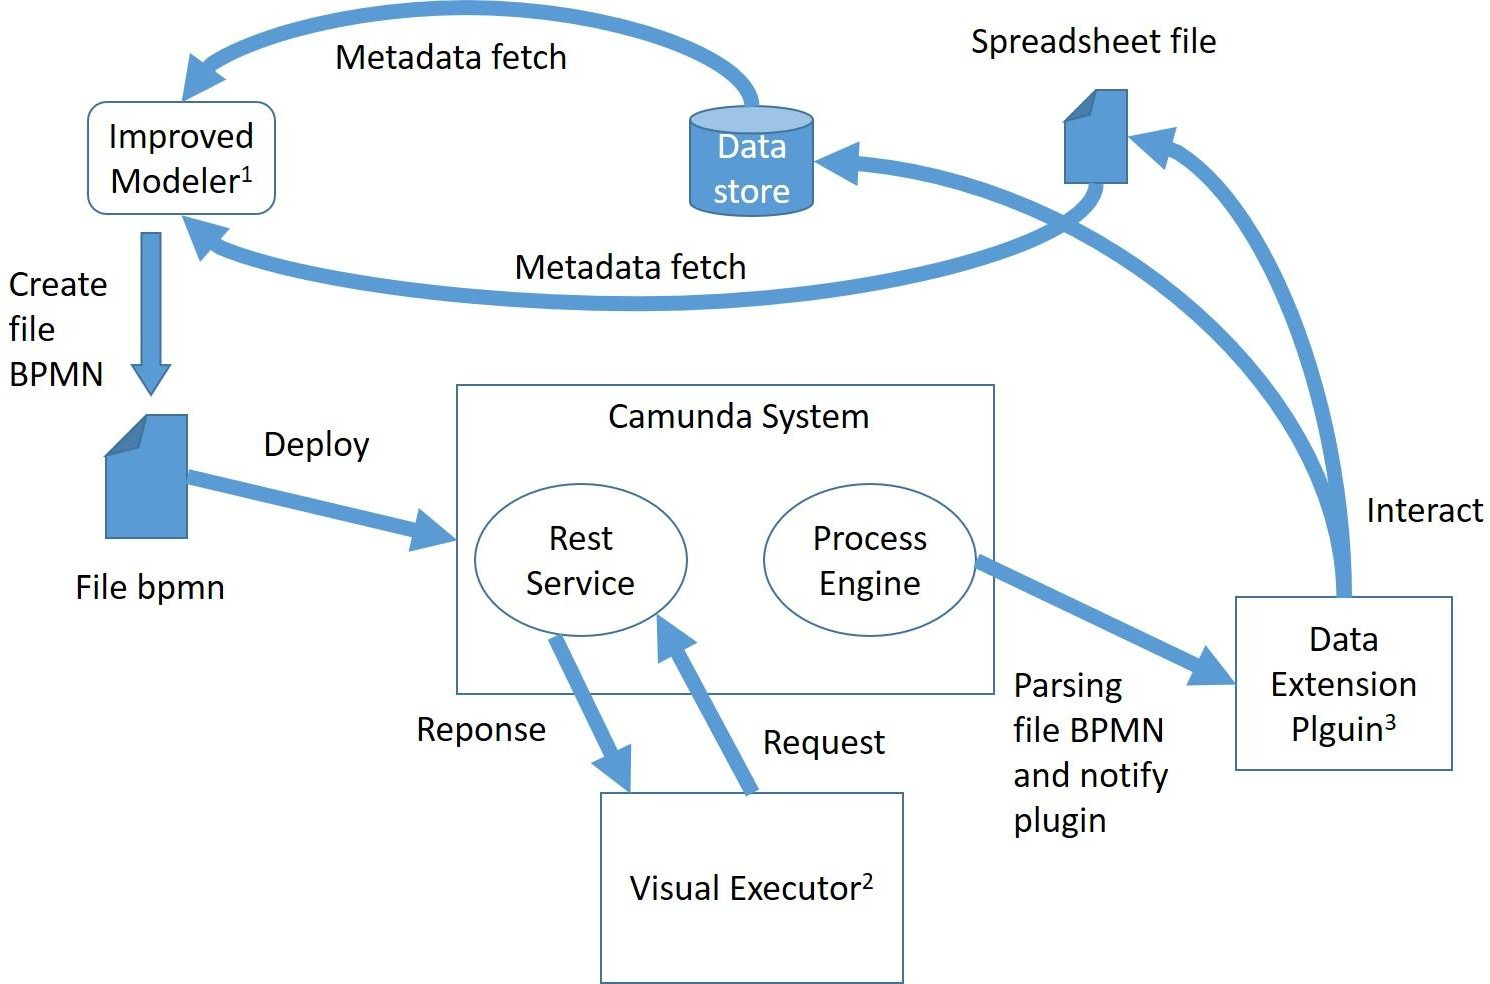 Metadata fetch
Spreadsheet file
Improved
Modeler¹
Data
store
Metadata fetch
Create
file
BPMN
Camunda System
Deploy
Rest
Service
Process
Engine
Interact
File bpmn
Data
Extension
Plguin³
Parsing
file BPMN
and notify
plugin
Reponse
Request
Visual Executor²